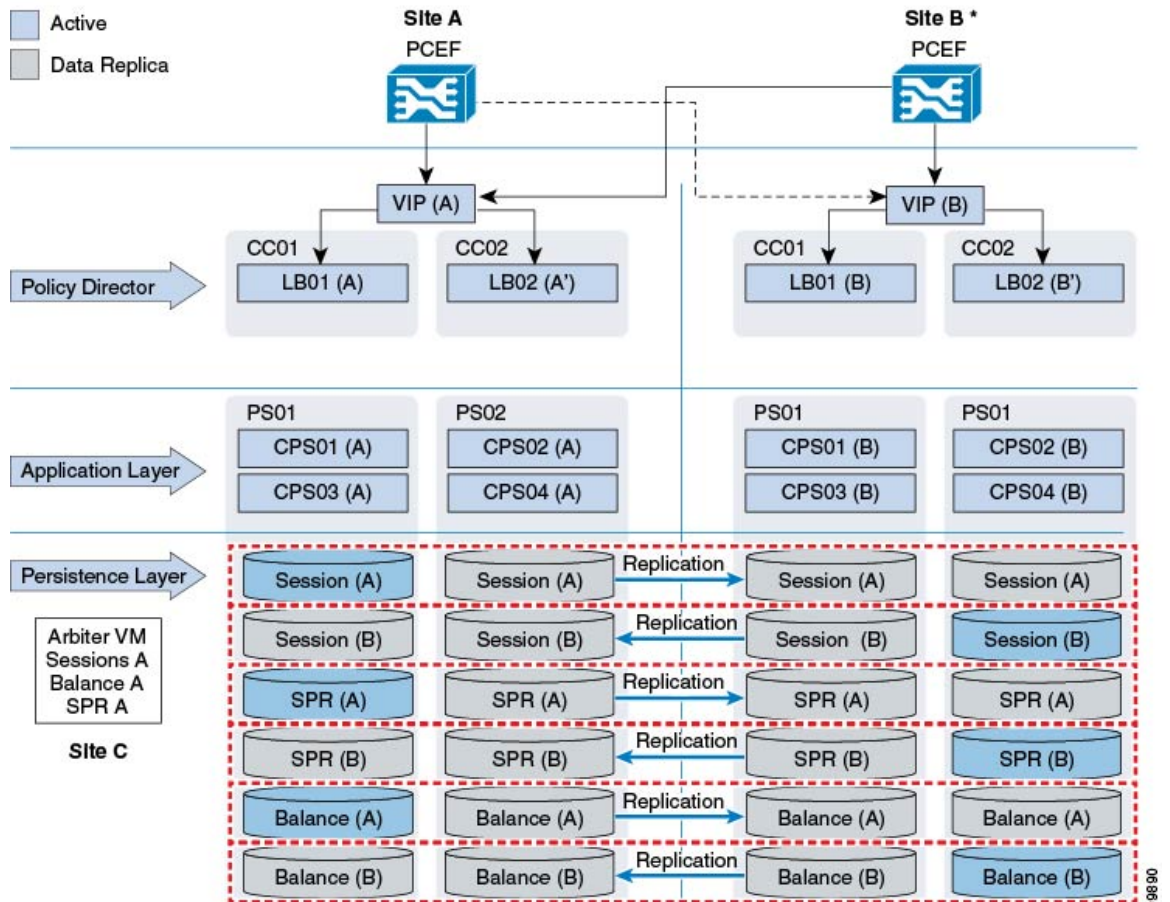 Active
Data Replica
Site A
PCEF
Site B *
PCEF
VIP (A)
VIP (B)
Policy Director
CC01
LB01 (A)
CC02
LB02 (A’)
CC01
LB01 (B)
CC02
LB02 (B’)
Application Layer
PS01
CPS01 (A)
CPS03 (A)
PS02
CPS02 (A)
CPS04 (A)
PS01
CPS01 (B)
CPS03 (B)
PS01
CPS02 (B)
CPS04 (B)
Persistence Layer
Session (A)
Session (A)
Replication
Session (A)
Session (A)
Session (B)
Session (B)
Replication
Session (B)
Session (B)
SPR (A)
SPR (A)
Replication
SPR (A)
SPR (A)
SPR (B)
SPR (B)
Replication
SPR (B)
SPR (B)
Balance (A)
Balance (A)
Replication
Balance (A)
Balance (A)
Balance (B)
Balance (B)
Replication
Balance (B)
Balance (B)
Arbiter VM
Sessions A
Balance A
SPR A
Site C